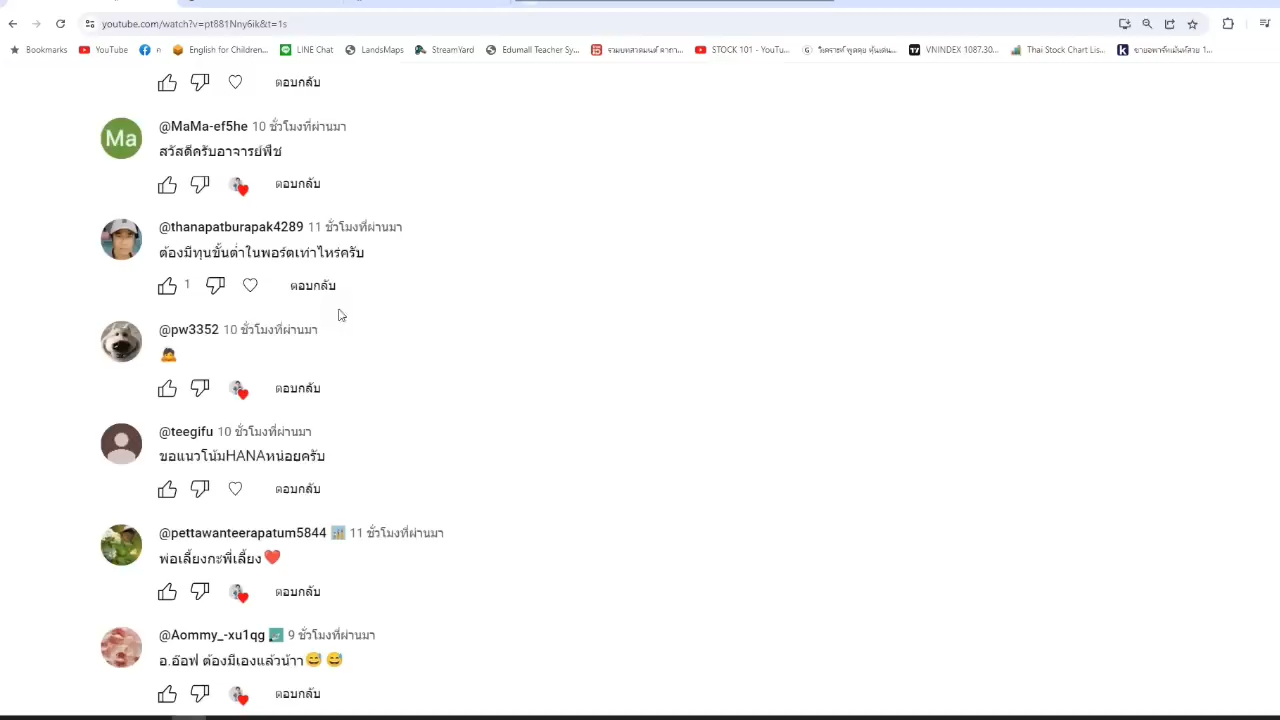 youtube.com/watch?v=pt881Nny6ik&t=1s
Bookmarks YouTube ก English for Children... LINE Chat LandsMaps StreamYard Edumall Teacher Sy... STOCK 101 - YouTu... VNINDEX 1087.30... Thai Stock Chart Lis...
ตอบกลับ
Ma
@MaMa-ef5he 10 ชั่วโมงที่ผ่านมา
สวัสดีครับอาจารย์พีช
ตอบกลับ
@thanapatburapak4289 11 ชั่วโมงที่ผ่านมา
ต้องมีทุนขั้นต่ำในพอร์ตเท่าไหร่ครับ
1 ตอบกลับ
@pw3352 10 ชั่วโมงที่ผ่านมา
🙇
ตอบกลับ
@teegifu 10 ชั่วโมงที่ผ่านมา
ขอแนวโน้มHANAหน่อยครับ
ตอบกลับ
@pettawanteerapatum5844 11 ชั่วโมงที่ผ่านมา
พ่อเลี้ยงกะพี่เลี้ยง❤️
ตอบกลับ
@Aommy_-xu1qg 9 ชั่วโมงที่ผ่านมา
อ.อ๊อฟ ต้องมีเองแล้วน้าา😅 😅
ตอบกลับ